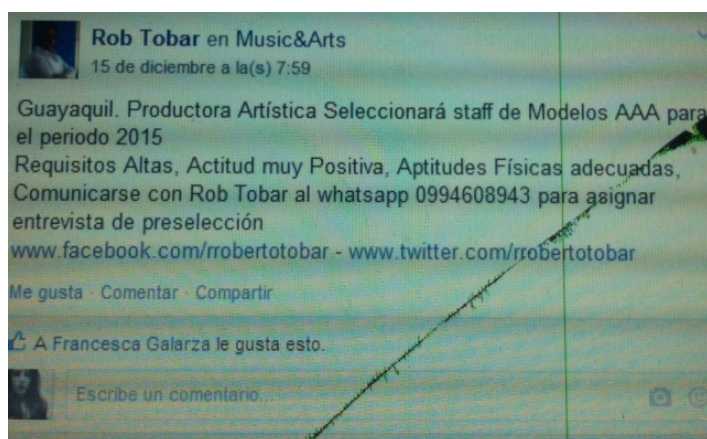 Rob Tobar en Music&Arts
15 de diciembre a la(s) 7:59
Guayaquil. Productora Artística Seleccionará staff de Modelos AAA para
el periodo 2015
Requisitos Altas, Actitud muy Positiva, Aptitudes Físicas adecuadas,
Comunicarse con Rob Tobar al whatsapp 0994608943 para asignar
entrevista de preselección
www.facebook.com/rrobertotobar - www.twitter.com/rrobertotobar
Me gusta · Comentar · Compartir
A Francesca Galarza le gusta esto.
Escribe un comentario...